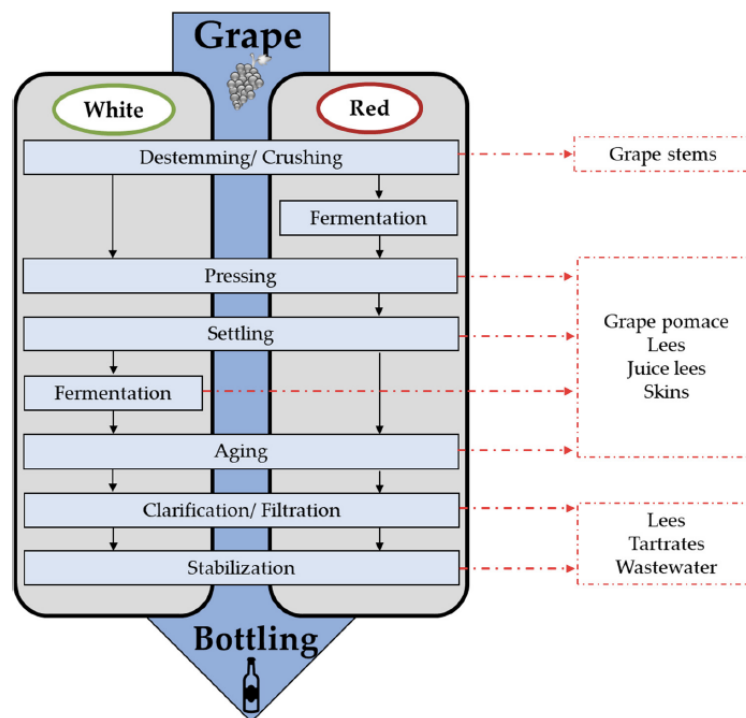 Grape
White
Red
Destemming/ Crushing
Grape stems
Fermentation
Pressing
Settling
Grape pomace
Lees
Juice lees
Skins
Fermentation
Aging
Clarification/ Filtration
Lees
Tartrates
Wastewater
Stabilization
Bottling